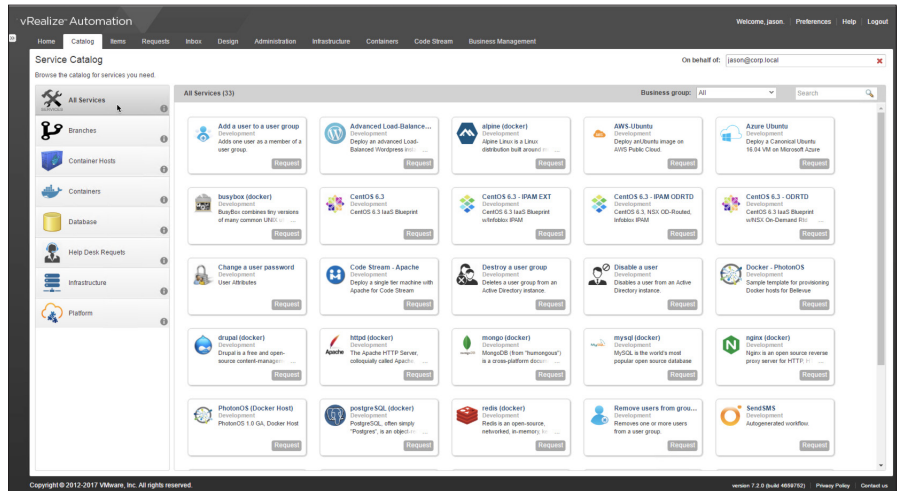 vRealize™ Automation
Welcome, jason. Preferences Help Logout
Home Catalog Items Requests Inbox Design Administration Infrastructure Containers Code Stream Business Management
Service Catalog
On behalf of: jason@corp.local
Browse the catalog for services you need.
All Services
SERVICES
Branches
Container Hosts
Containers
Database
Help Desk Requets
Infrastructure
Platform
All Services (33)
Business group: All Search
Add a user to a user group
Development
Adds one user as a member of a
user group.
Request
Advanced Load-Balance...
Development
Deploy an advanced Load-
Balanced Wordpress ...
Request
alpine (docker)
Development
Alpine Linux is a Linux
distribution built around ...
Request
AWS-Ubuntu
Development
Deploy anUbuntu image on
AWS Public Cloud.
Request
Azure Ubuntu
Development
Deploy a Canonical Ubuntu
16.04 VM on Microsoft Azure
Request
busybox (docker)
Development
BusyBox combines tiny versions
of many common UNIX ...
Request
CentOS 6.3
Development
CentOS 6.3 IaaS Blueprint
Request
CentOS 6.3 - IPAM EXT
Development
CentOS 6.3 IaaS Blueprint
w/Infoblox IPAM
Request
CentOS 6.3 - IPAM ODRTD
Development
CentOS 6.3, NSX OD-Routed,
Infoblox IPAM
Request
CentOS 6.3 - ODRTD
Development
CentOS 6.3 IaaS Blueprint
w/NSX On-Demand ...
Request
Change a user password
Development
User Attributes
Request
Code Stream - Apache
Development
Deploy a single tier machine with
Apache for Code Stream
Request
Destroy a user group
Development
Deletes a user group from an
Active Directory instance.
Request
Disable a user
Development
Disables a user from an Active
Directory instance.
Request
Docker - PhotonOS
Development
Sample template for provisioning
Docker hosts for Bellevue
Request
drupal (docker)
Development
Drupal is a free and open-
source content-managem ...
Request
Apache
httpd (docker)
Development
The Apache HTTP Server,
colloquially called Apache ...
Request
mongo (docker)
Development
MongoDB (from "humongous")
is a cross-platform docum ...
Request
mysql (docker)
Development
MySQL is the world's most
popular open source database
Request
nginx (docker)
Development
Nginx is an open source reverse
proxy server for HTTP, ...
Request
PhotonOS (Docker Host)
Development
PhotonOS 1.0 GA, Docker Host
Request
postgreSQL (docker)
Development
PostgreSQL, often simply
"Postgres", is an object- ...
Request
redis (docker)
Development
Redis is an open-source,
networked, in-memory, ...
Request
Remove users from grou...
Development
Removes one or more users
from a user group.
Request
SendSMS
Development
Autogenerated workflow.
Request
Copyright © 2012-2017 VMware, Inc. All rights reserved.
version 7.2.0 (build 4659752) Privacy Policy Contact us